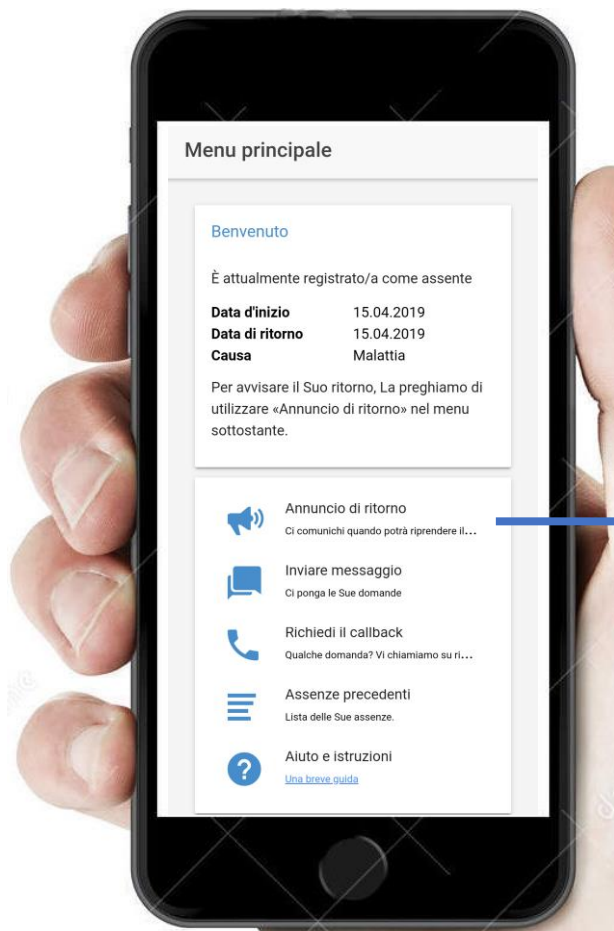 Menu principale
Benvenuto
È attualmente registrato/a come assente
Data d'inizio 15.04.2019
Data di ritorno 15.04.2019
Causa Malattia
Per avvisare il Suo ritorno, La preghiamo di
utilizzare «Annuncio di ritorno» nel menu
sottostante.
Annuncio di ritorno
Ci comunichi quando potrà riprendere il...
Inviare messaggio
Ci ponga le Sue domande
Richiedi il callback
Qualche domanda? Vi chiamiamo su ri...
Assenze precedenti
Lista delle Sue assenze.
Aiuto e istruzioni
Una breve guida